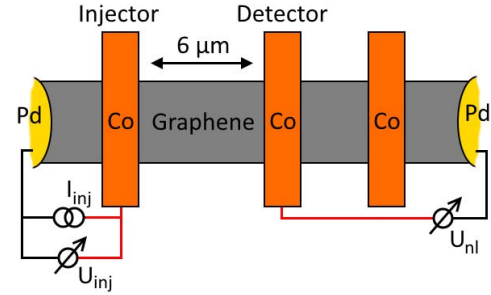 Injector Detector
6 μm
Pd Co Graphene Co Co Pd
I_inj
U_inj
U_nl